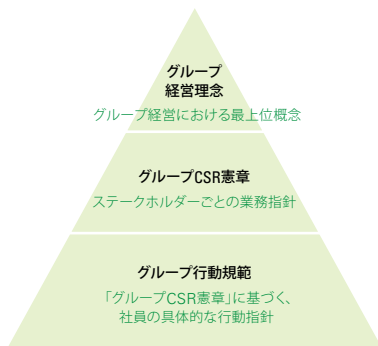 グループ
経営理念
グループ経営における最上位概念
グループCSR憲章
ステークホルダーごとの業務指針
グループ行動規範
「グループCSR憲章」に基づく、
社員の具体的な行動指針